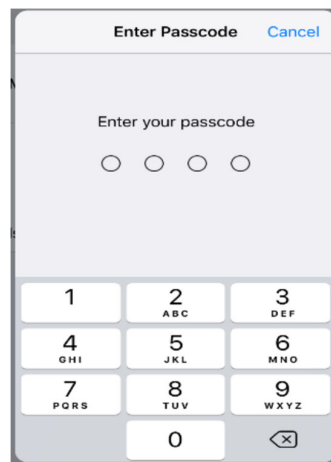 Enter Passcode Cancel
Enter your passcode
1 2 3
ABC DEF
4 5 6
GHI JKL MNO
7 8 9
PQRS TUV WXYZ
0